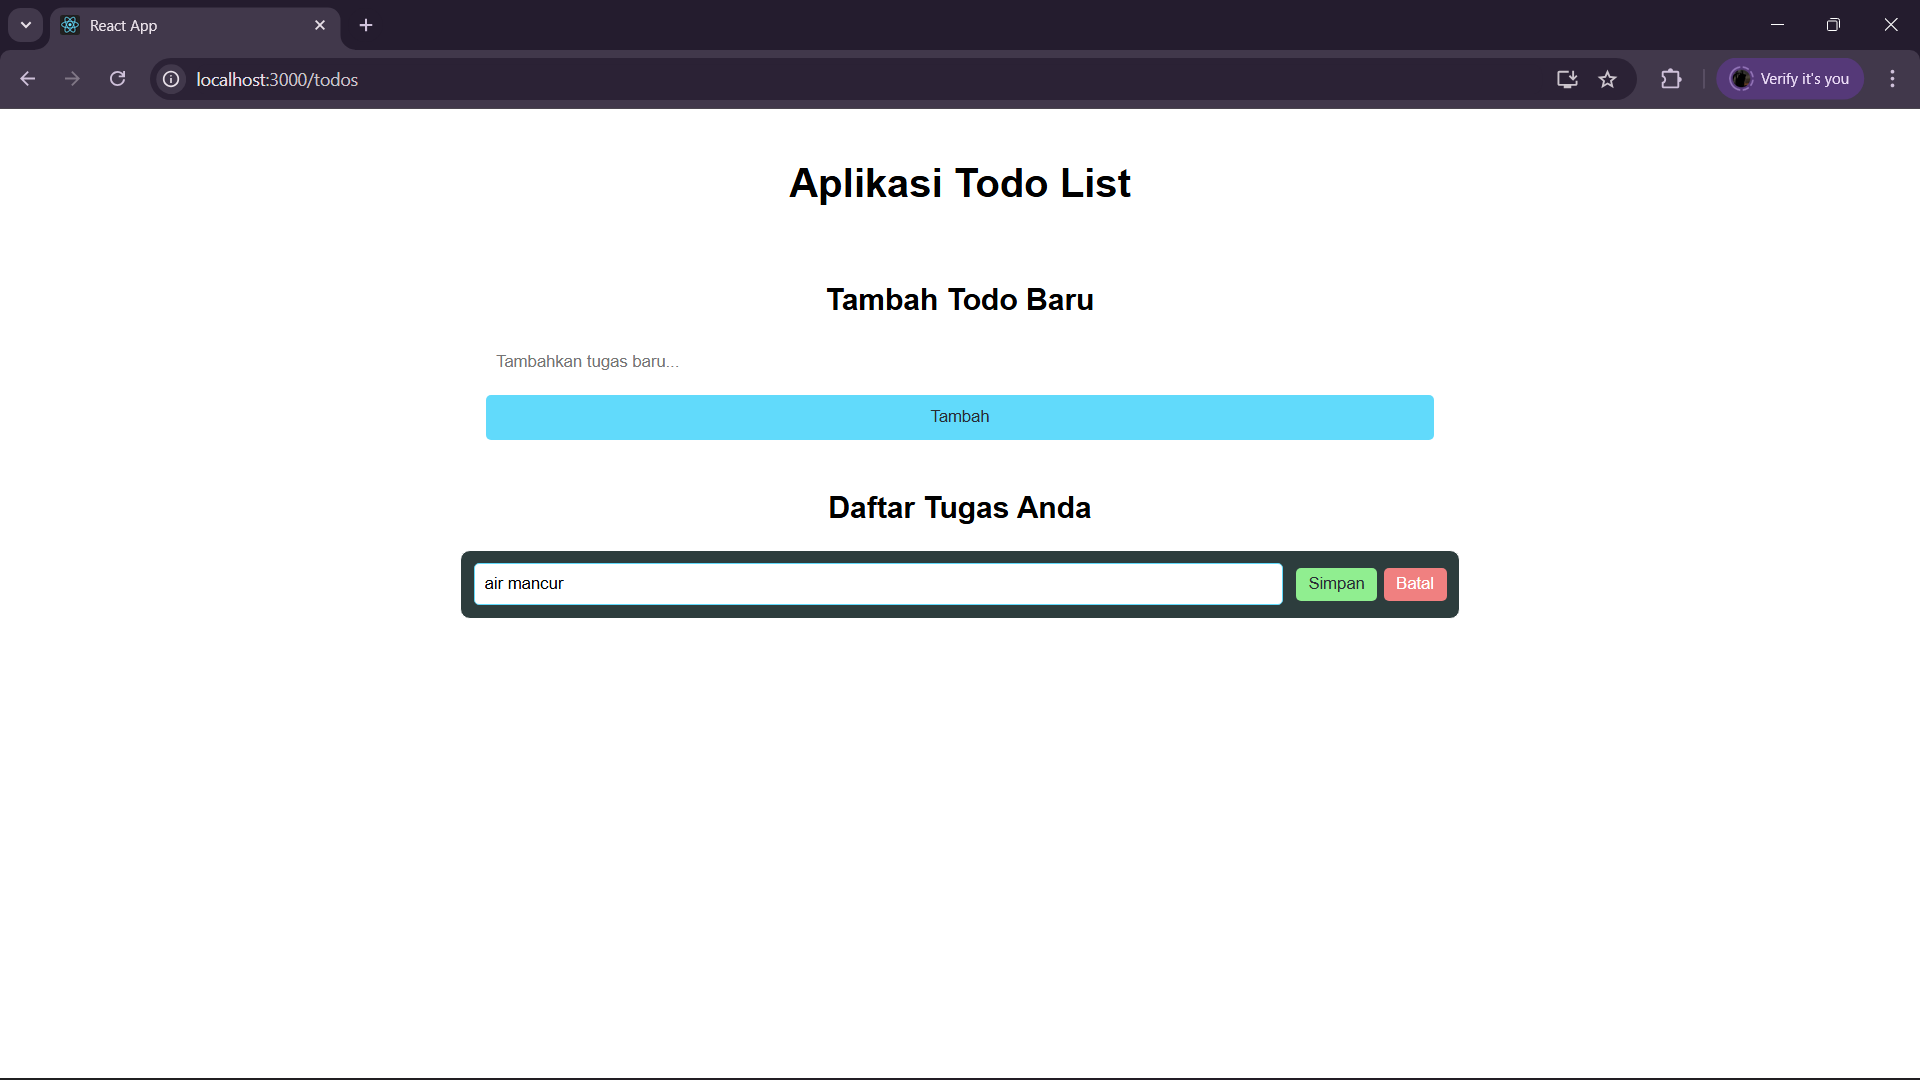 React App
localhost:3000/todos
Verify it's you
Aplikasi Todo List
Tambah Todo Baru
Tambahkan tugas baru...
Tambah
Daftar Tugas Anda
air mancur
Simpan
Batal